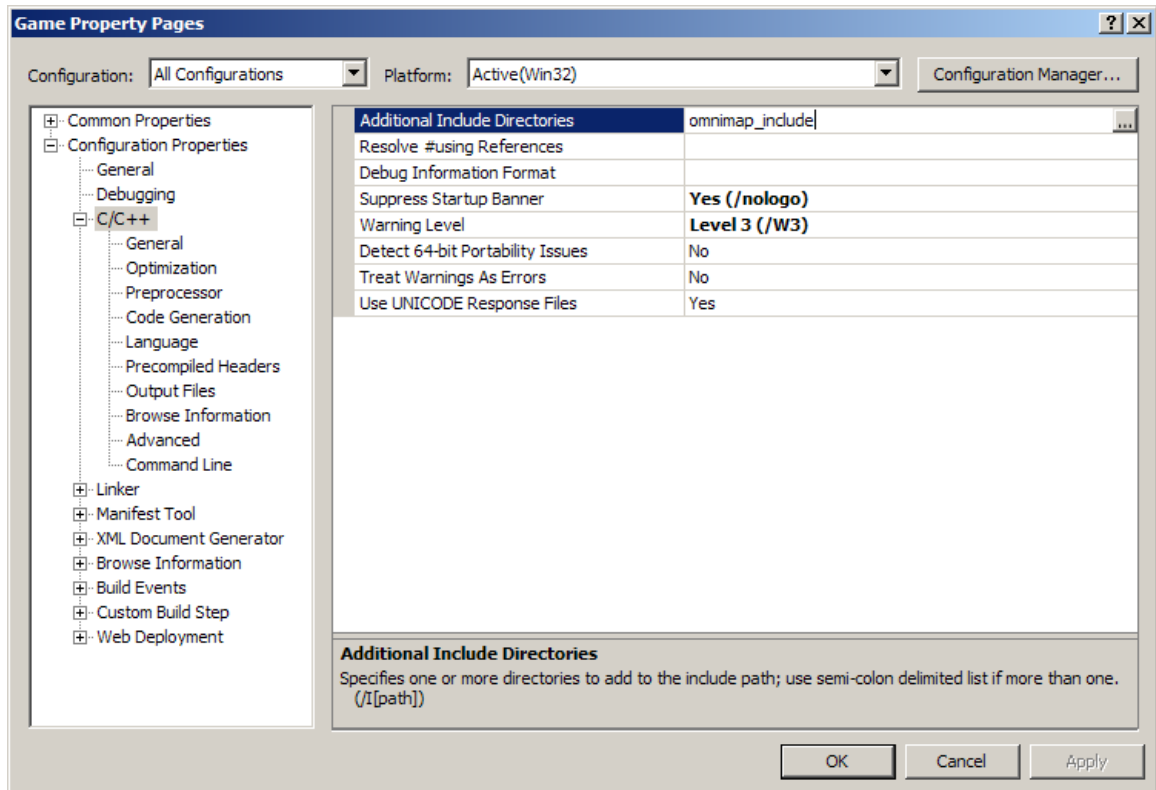 Game Property Pages
Configuration: All Configurations Platform: Active(Win32) Configuration Manager...
Common Properties
Configuration Properties
General
Debugging
C/C++
General
Optimization
Preprocessor
Code Generation
Language
Precompiled Headers
Output Files
Browse Information
Advanced
Command Line
Linker
Manifest Tool
XML Document Generator
Browse Information
Build Events
Custom Build Step
Web Deployment
Additional Include Directories omnimap_include ...
Resolve #using References
Debug Information Format
Suppress Startup Banner Yes (/nologo)
Warning Level Level 3 (/W3)
Detect 64-bit Portability Issues No
Treat Warnings As Errors No
Use UNICODE Response Files Yes
Additional Include Directories
Specifies one or more directories to add to the include path; use semi-colon delimited list if more than one.
(/I[path])
OK Cancel Apply